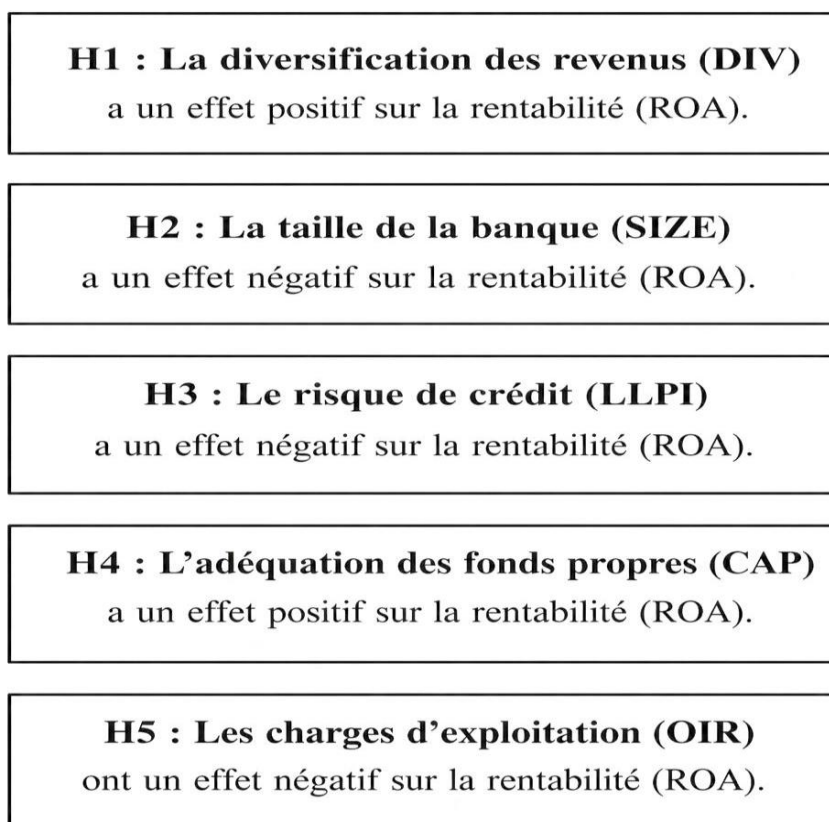 H1 : La diversification des revenus (DIV)
a un effet positif sur la rentabilité (ROA).
H2 : La taille de la banque (SIZE)
a un effet négatif sur la rentabilité (ROA).
H3 : Le risque de crédit (LLPI)
a un effet négatif sur la rentabilité (ROA).
H4 : L’adéquation des fonds propres (CAP)
a un effet positif sur la rentabilité (ROA).
H5 : Les charges d’exploitation (OIR)
ont un effet négatif sur la rentabilité (ROA).